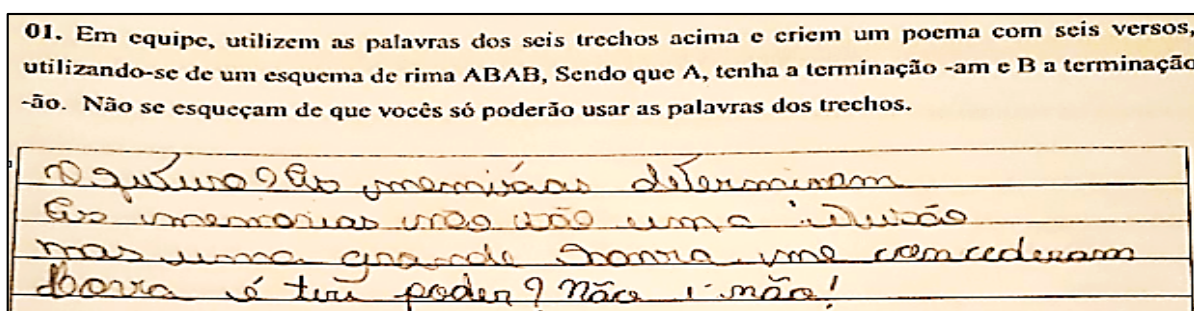 01. Em equipe, utilizem as palavras dos seis trechos acima e criem um poema com seis versos,
utilizando-se de um esquema de rima ABAB, Sendo que A, tenha a terminação -am e B a terminação
-ão. Não se esqueçam de que vocês só poderão usar as palavras dos trechos.
O futuro? As memórias determinam
As memorias não são uma ilusão
mas uma grande honra me concederam
Honra é ter poder? Não é não!